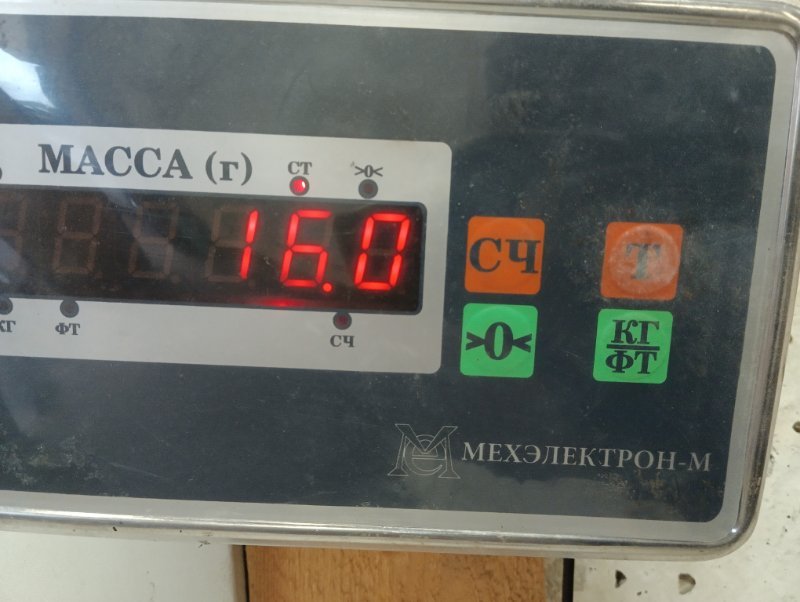 МАССА (г)
СТ
>0<
16.0
СЧ
Т
КГ
ФТ
СЧ
>0<
КГ
ФТ
МЕХЭЛЕКТРОН-М